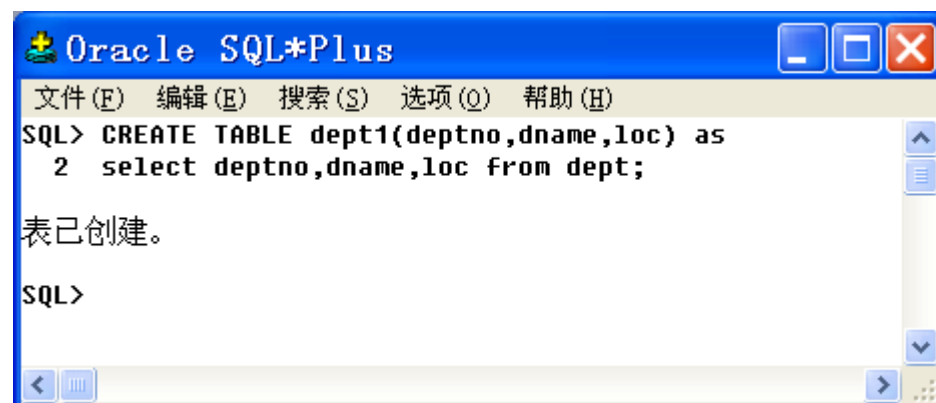 Oracle SQL*Plus
文件(F) 编辑(E) 搜索(S) 选项(O) 帮助(H)
SQL> CREATE TABLE dept1(deptno,dname,loc) as
  2  select deptno,dname,loc from dept;
表已创建。
SQL>